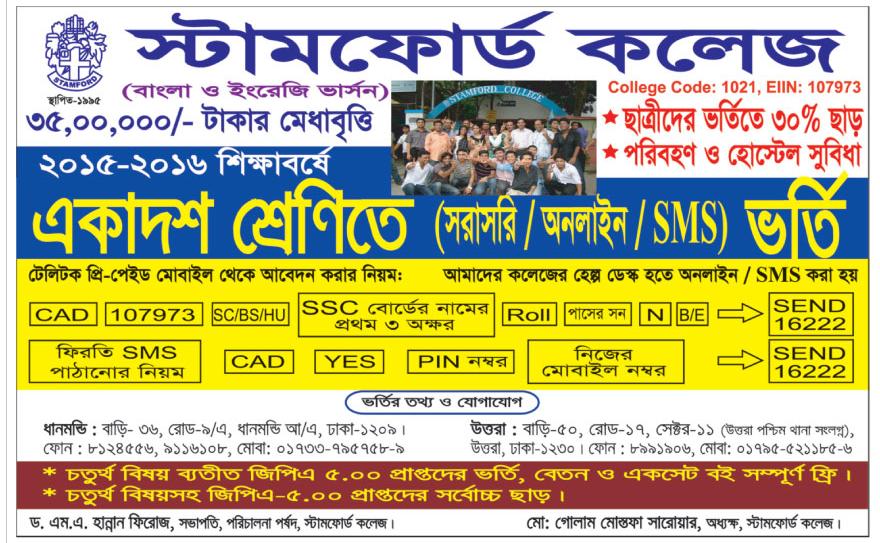 স্টামফোর্ড কলেজ
STAMFORD
স্থাপিত-১৯৯৫
(বাংলা ও ইংরেজি ভার্সন)
৩৫,০০,০০০/- টাকার মেধাবৃত্তি
STAMFORD COLLEGE
College Code: 1021, EIIN: 107973
★ ছাত্রীদের ভর্তিতে ৩০% ছাড়
★ পরিবহণ ও হোস্টেল সুবিধা
২০১৫-২০১৬ শিক্ষাবর্ষে
একাদশ শ্রেণিতে (সরাসরি / অনলাইন / SMS) ভর্তি
টেলিটক প্রি-পেইড মোবাইল থেকে আবেদন করার নিয়ম: আমাদের কলেজের হেল্প ডেস্ক হতে অনলাইন / SMS করা হয়
CAD 107973 SC/BS/HU SSC বোর্ডের নামের প্রথম ৩ অক্ষর Roll পাসের সন N B/E SEND 16222
ফিরতি SMS পাঠানোর নিয়ম CAD YES PIN নম্বর নিজের মোবাইল নম্বর SEND 16222
ভর্তির তথ্য ও যোগাযোগ
ধানমন্ডি : বাড়ি- ৩৬, রোড-৯/এ, ধানমন্ডি আ/এ, ঢাকা-১২০৯।
ফোন : ৮১২৪৫৫৬, ৯১১৬১০৮, মোবা: ০১৭৩৩-৭৯৫৭৫৮-৯
উত্তরা : বাড়ি-৫০, রোড-১৭, সেক্টর-১১ (উত্তরা পশ্চিম থানা সংলগ্ন),
উত্তরা, ঢাকা-১২৩০। ফোন : ৮৯৯১৯০৬, মোবা: ০১৭৯৫-৫২১১৮৫-৬
* চতুর্থ বিষয় ব্যতীত জিপিএ ৫.০০ প্রাপ্তদের ভর্তি, বেতন ও একসেট বই সম্পূর্ণ ফ্রি।
* চতুর্থ বিষয়সহ জিপিএ-৫.০০ প্রাপ্তদের সর্বোচ্চ ছাড়।
ড. এম.এ. হান্নান ফিরোজ, সভাপতি, পরিচালনা পর্ষদ, স্টামফোর্ড কলেজ।
মো: গোলাম মোস্তফা সারোয়ার, অধ্যক্ষ, স্টামফোর্ড কলেজ।